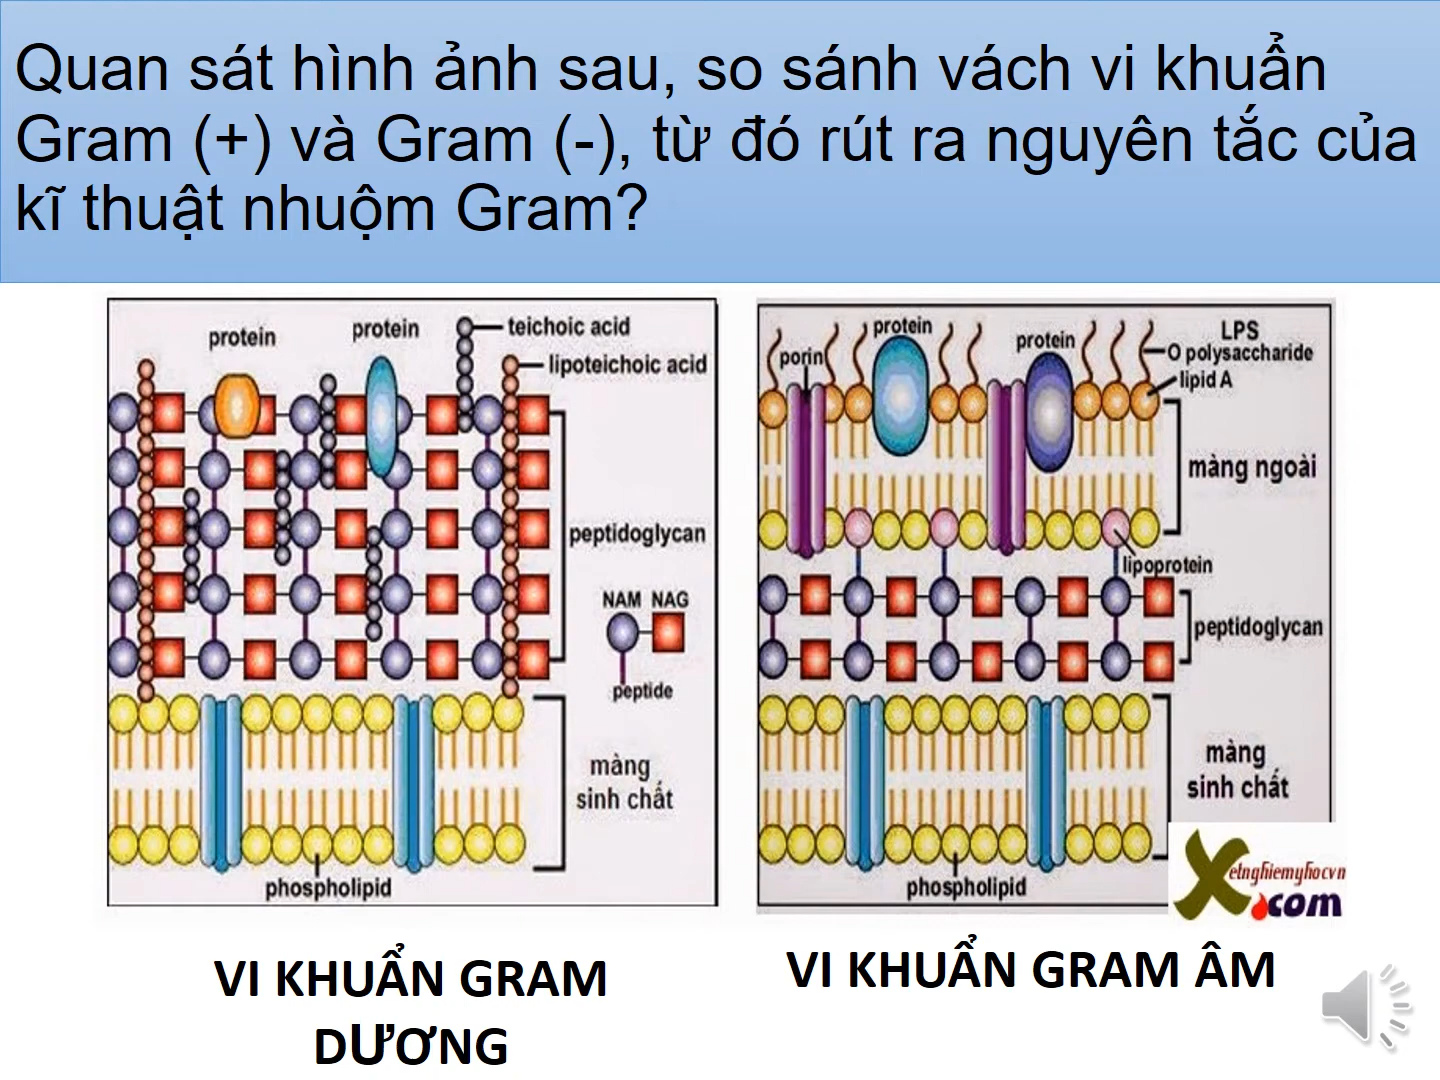 Quan sát hình ảnh sau, so sánh vách vi khuẩn
Gram (+) và Gram (-), từ đó rút ra nguyên tắc của
kĩ thuật nhuộm Gram?
protein
protein
teichoic acid
lipoteichoic acid
peptidoglycan
NAM NAG
peptide
màng
sinh chất
phospholipid
porin
protein
protein
LPS
O polysaccharide
lipid A
màng ngoài
lipoprotein
peptidoglycan
màng
sinh chất
phospholipid
Xetnghiemyhocvn
.com
VI KHUẨN GRAM
DƯƠNG
VI KHUẨN GRAM ÂM